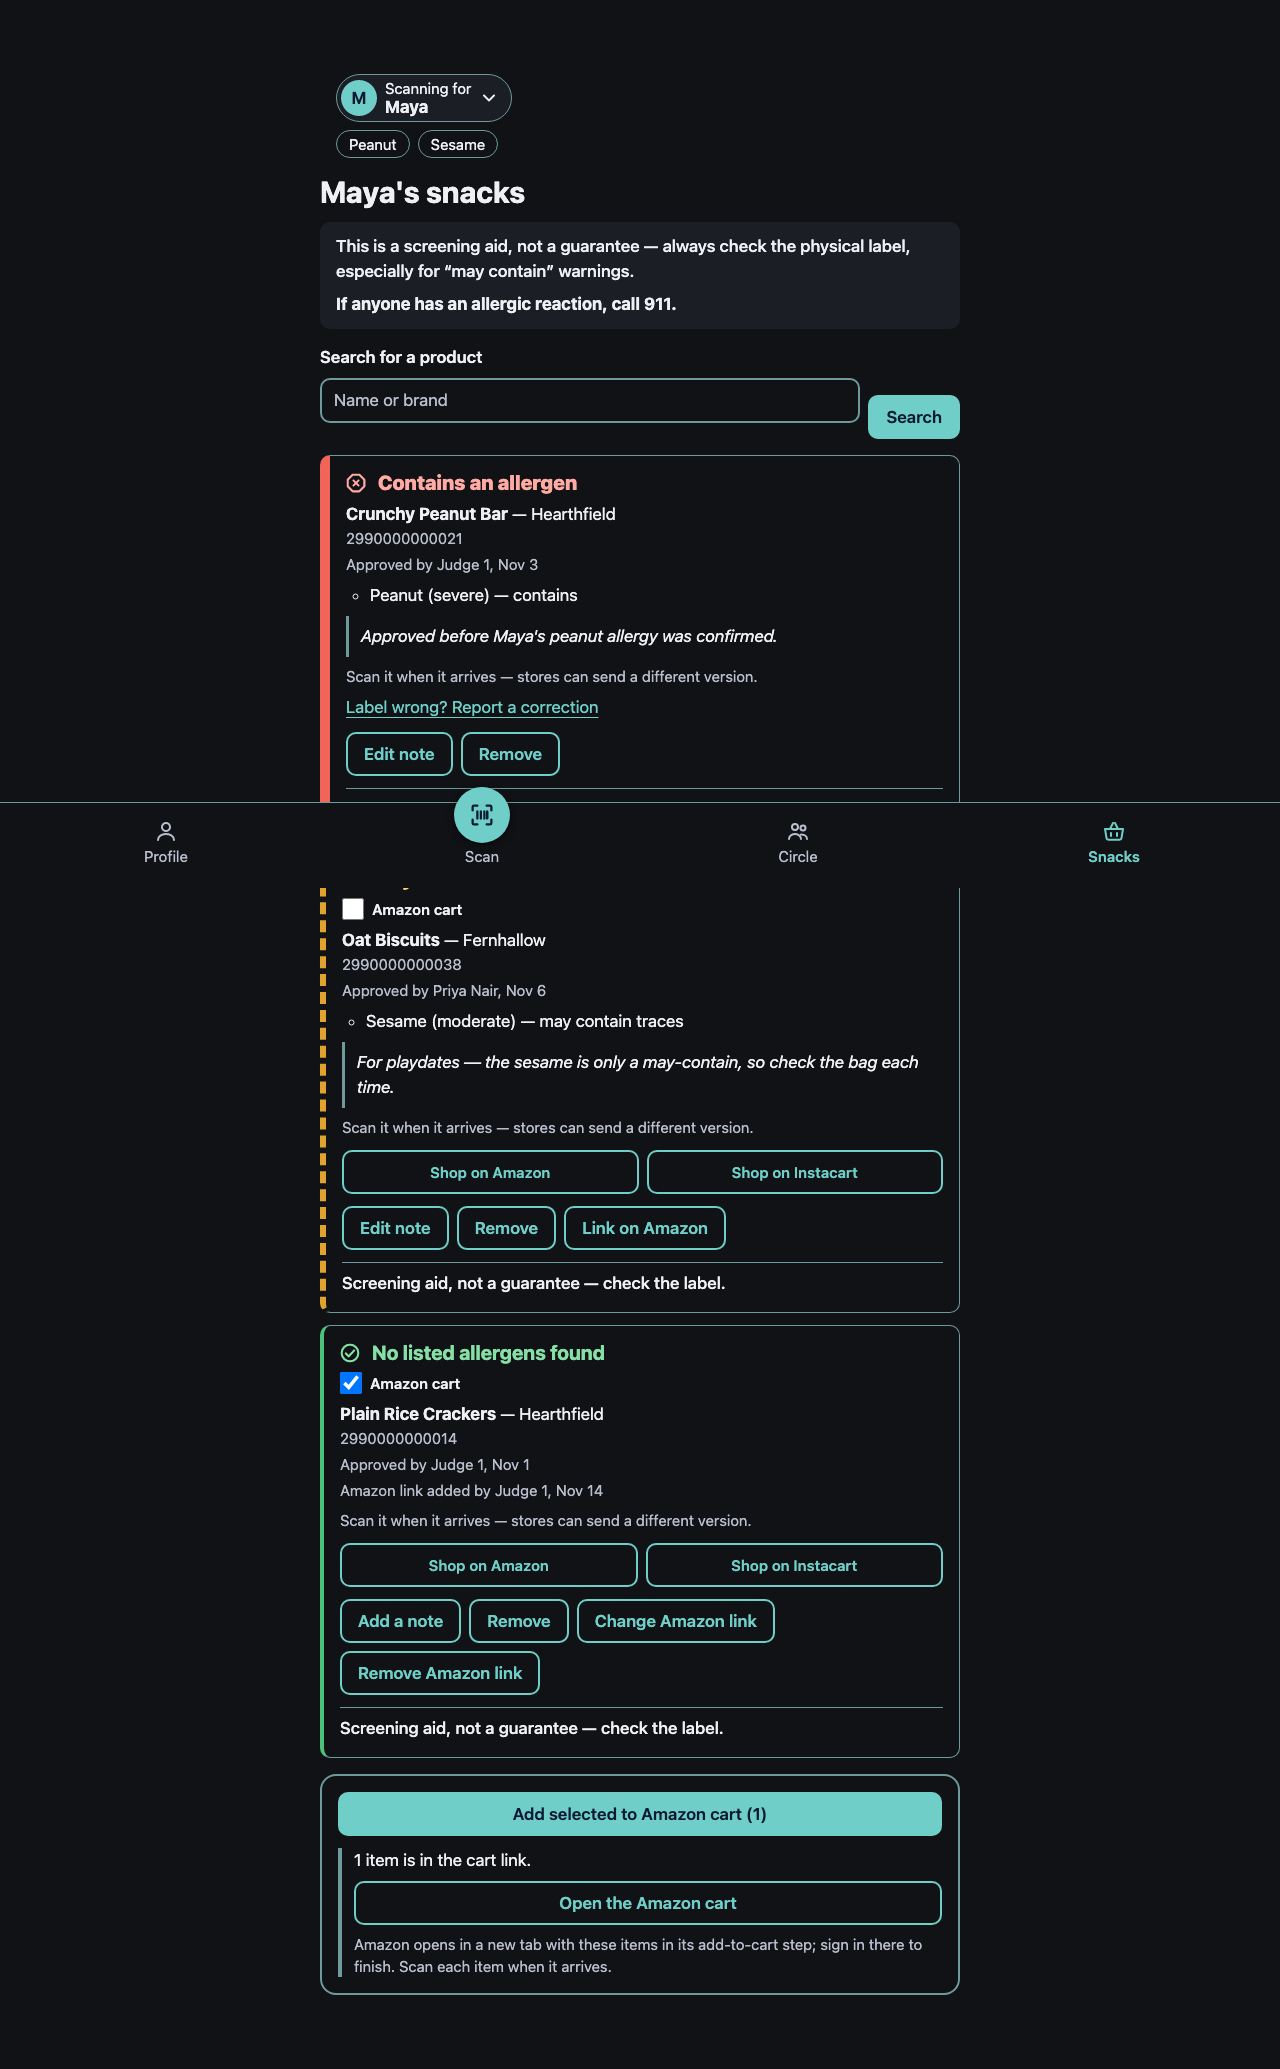 M
Scanning for
Maya
Peanut
Sesame
Maya's snacks
This is a screening aid, not a guarantee — always check the physical label,
especially for “may contain” warnings.
If anyone has an allergic reaction, call 911.
Search for a product
Name or brand
Search
Contains an allergen
Crunchy Peanut Bar — Hearthfield
2990000000021
Approved by Judge 1, Nov 3
Peanut (severe) — contains
Approved before Maya's peanut allergy was confirmed.
Scan it when it arrives — stores can send a different version.
Label wrong? Report a correction
Edit note
Remove
Profile
Scan
Circle
Snacks
Amazon cart
Oat Biscuits — Fernhallow
2990000000038
Approved by Priya Nair, Nov 6
Sesame (moderate) — may contain traces
For playdates — the sesame is only a may-contain, so check the bag each
time.
Scan it when it arrives — stores can send a different version.
Shop on Amazon
Shop on Instacart
Edit note
Remove
Link on Amazon
Screening aid, not a guarantee — check the label.
No listed allergens found
Amazon cart
Plain Rice Crackers — Hearthfield
2990000000014
Approved by Judge 1, Nov 1
Amazon link added by Judge 1, Nov 14
Scan it when it arrives — stores can send a different version.
Shop on Amazon
Shop on Instacart
Add a note
Remove
Change Amazon link
Remove Amazon link
Screening aid, not a guarantee — check the label.
Add selected to Amazon cart (1)
1 item is in the cart link.
Open the Amazon cart
Amazon opens in a new tab with these items in its add-to-cart step; sign in there to
finish. Scan each item when it arrives.